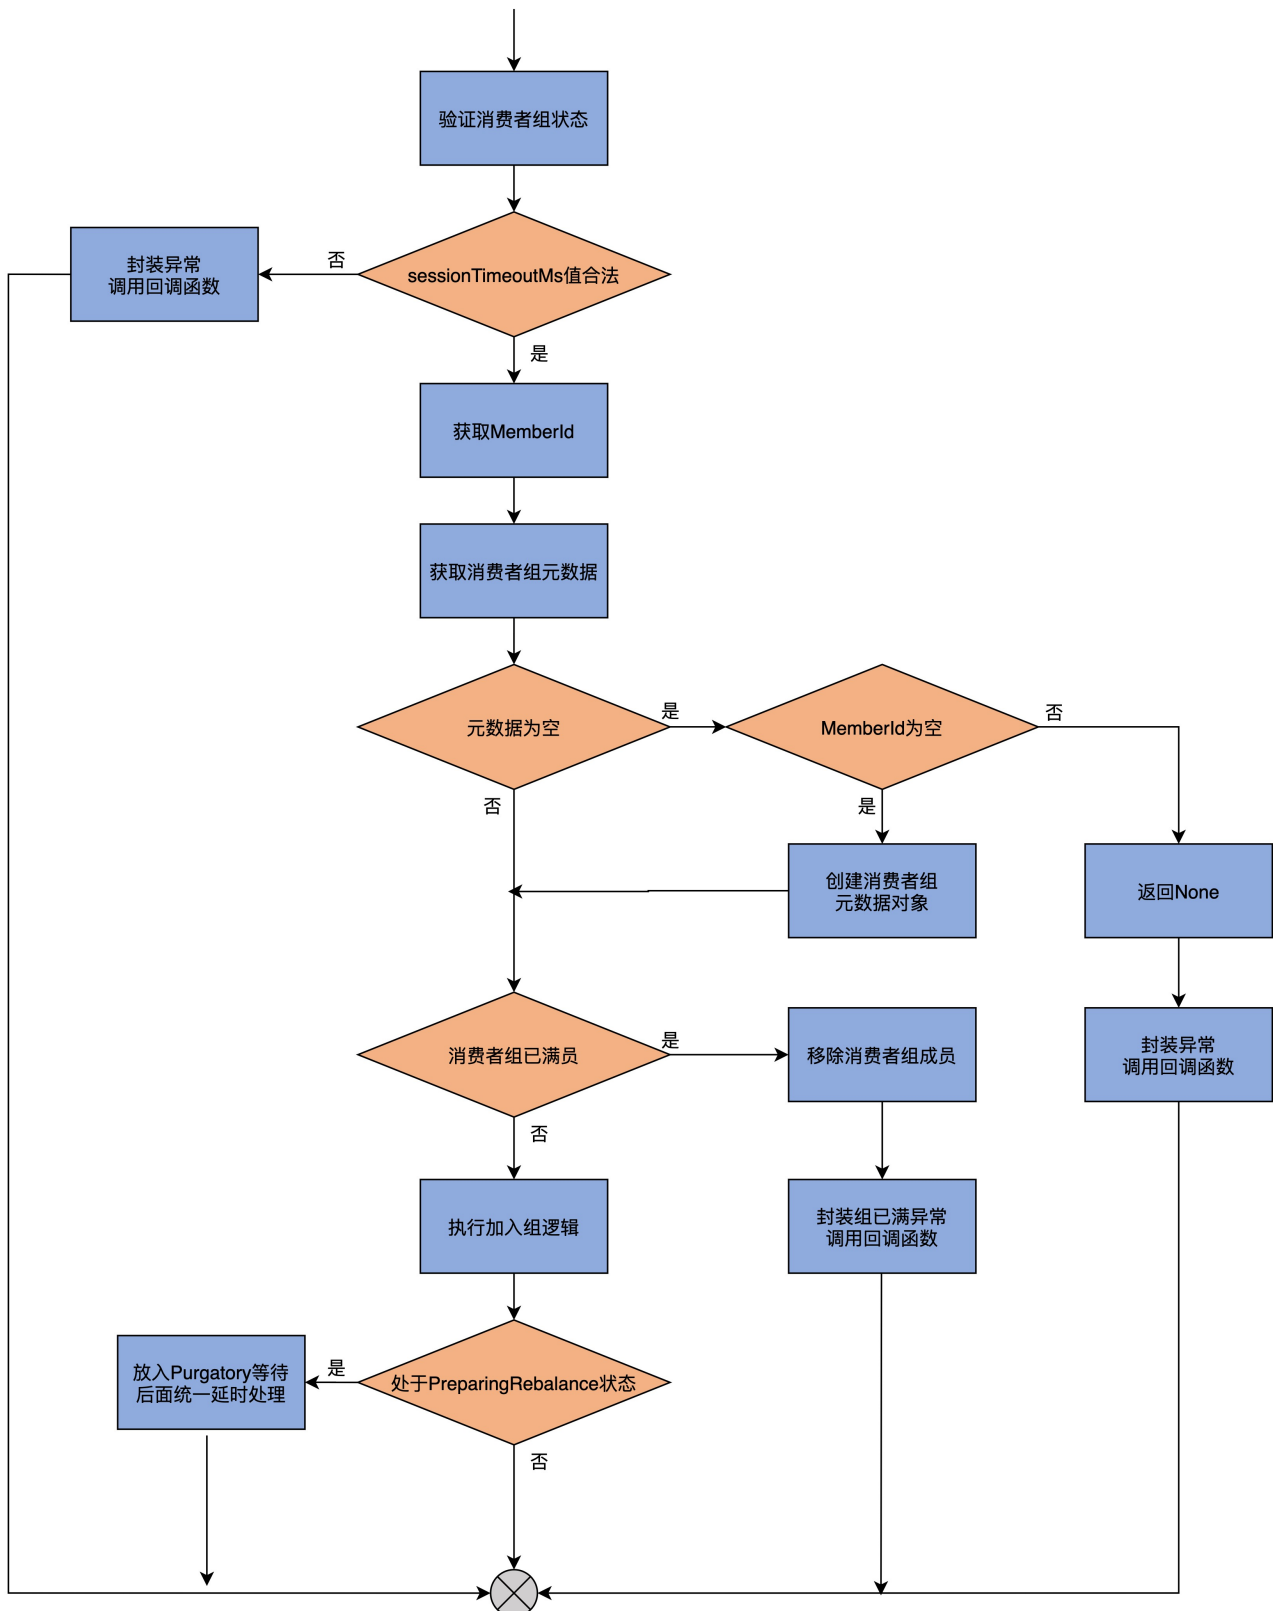 验证消费者组状态
封装异常
调用回调函数
否
sessionTimeoutMs值合法
是
获取MemberId
获取消费者组元数据
元数据为空
是
MemberId为空
否
否
是
创建消费者组
元数据对象
返回None
消费者组已满员
是
移除消费者组成员
封装异常
调用回调函数
否
执行加入组逻辑
封装组已满异常
调用回调函数
放入Purgatory等待
后面统一延时处理
是
处于PreparingRebalance状态
否